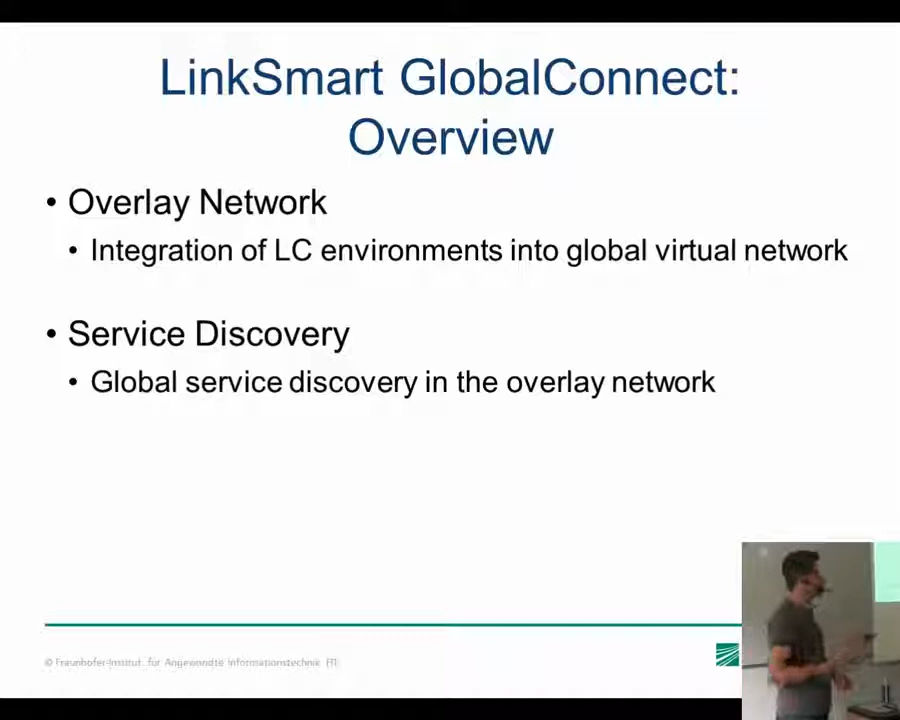 LinkSmart GlobalConnect:
Overview
• Overlay Network
• Integration of LC environments into global virtual network
• Service Discovery
• Global service discovery in the overlay network
© Fraunhofer-Institut für Angewandte Informationstechnik FIT